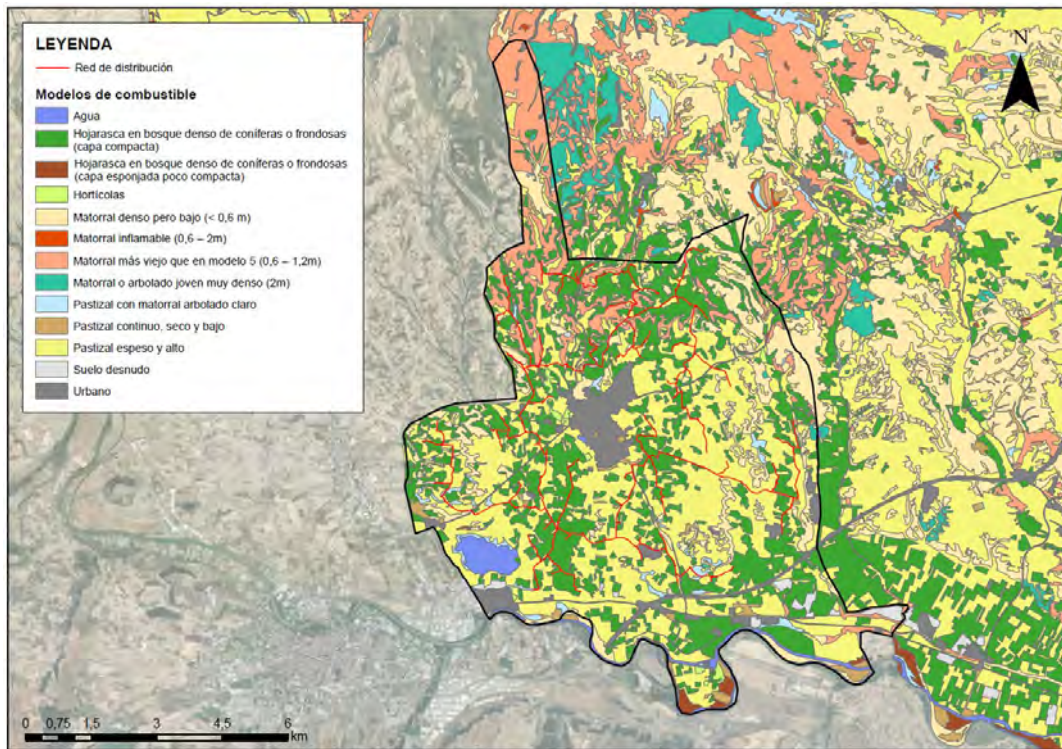 LEYENDA
Red de distribución
Modelos de combustible
Agua
Hojarasca en bosque denso de coníferas o frondosas
(capa compacta)
Hojarasca en bosque denso de coníferas o frondosas
(capa esponjada poco compacta)
Hortícolas
Matorral denso pero bajo (< 0,6 m)
Matorral inflamable (0,6 – 2m)
Matorral más viejo que en modelo 5 (0,6 – 1,2m)
Matorral o arbolado joven muy denso (2m)
Pastizal con matorral arbolado claro
Pastizal continuo, seco y bajo
Pastizal espeso y alto
Suelo desnudo
Urbano
N
0 0,75 1,5 3 4,5 6
km